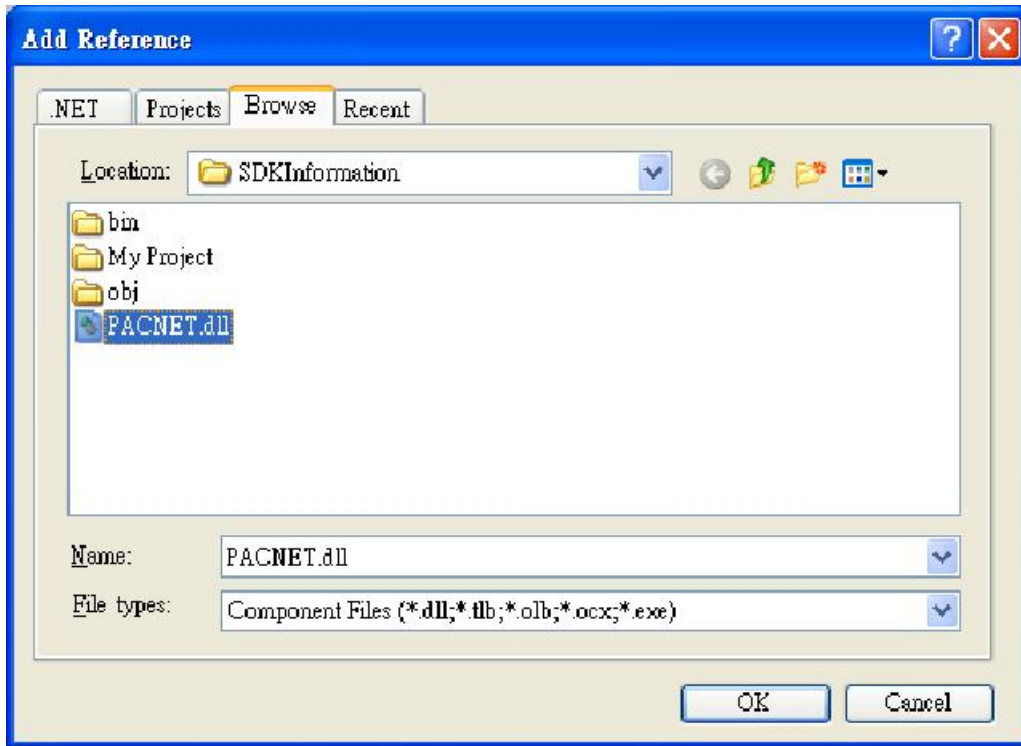 Add Reference
.NET Projects Browse Recent
Location: SDKInformation
bin
My Project
obj
PACNET.dll
Name: PACNET.dll
File types: Component Files (*.dll;*.tlb;*.olb;*.ocx;*.exe)
OK Cancel